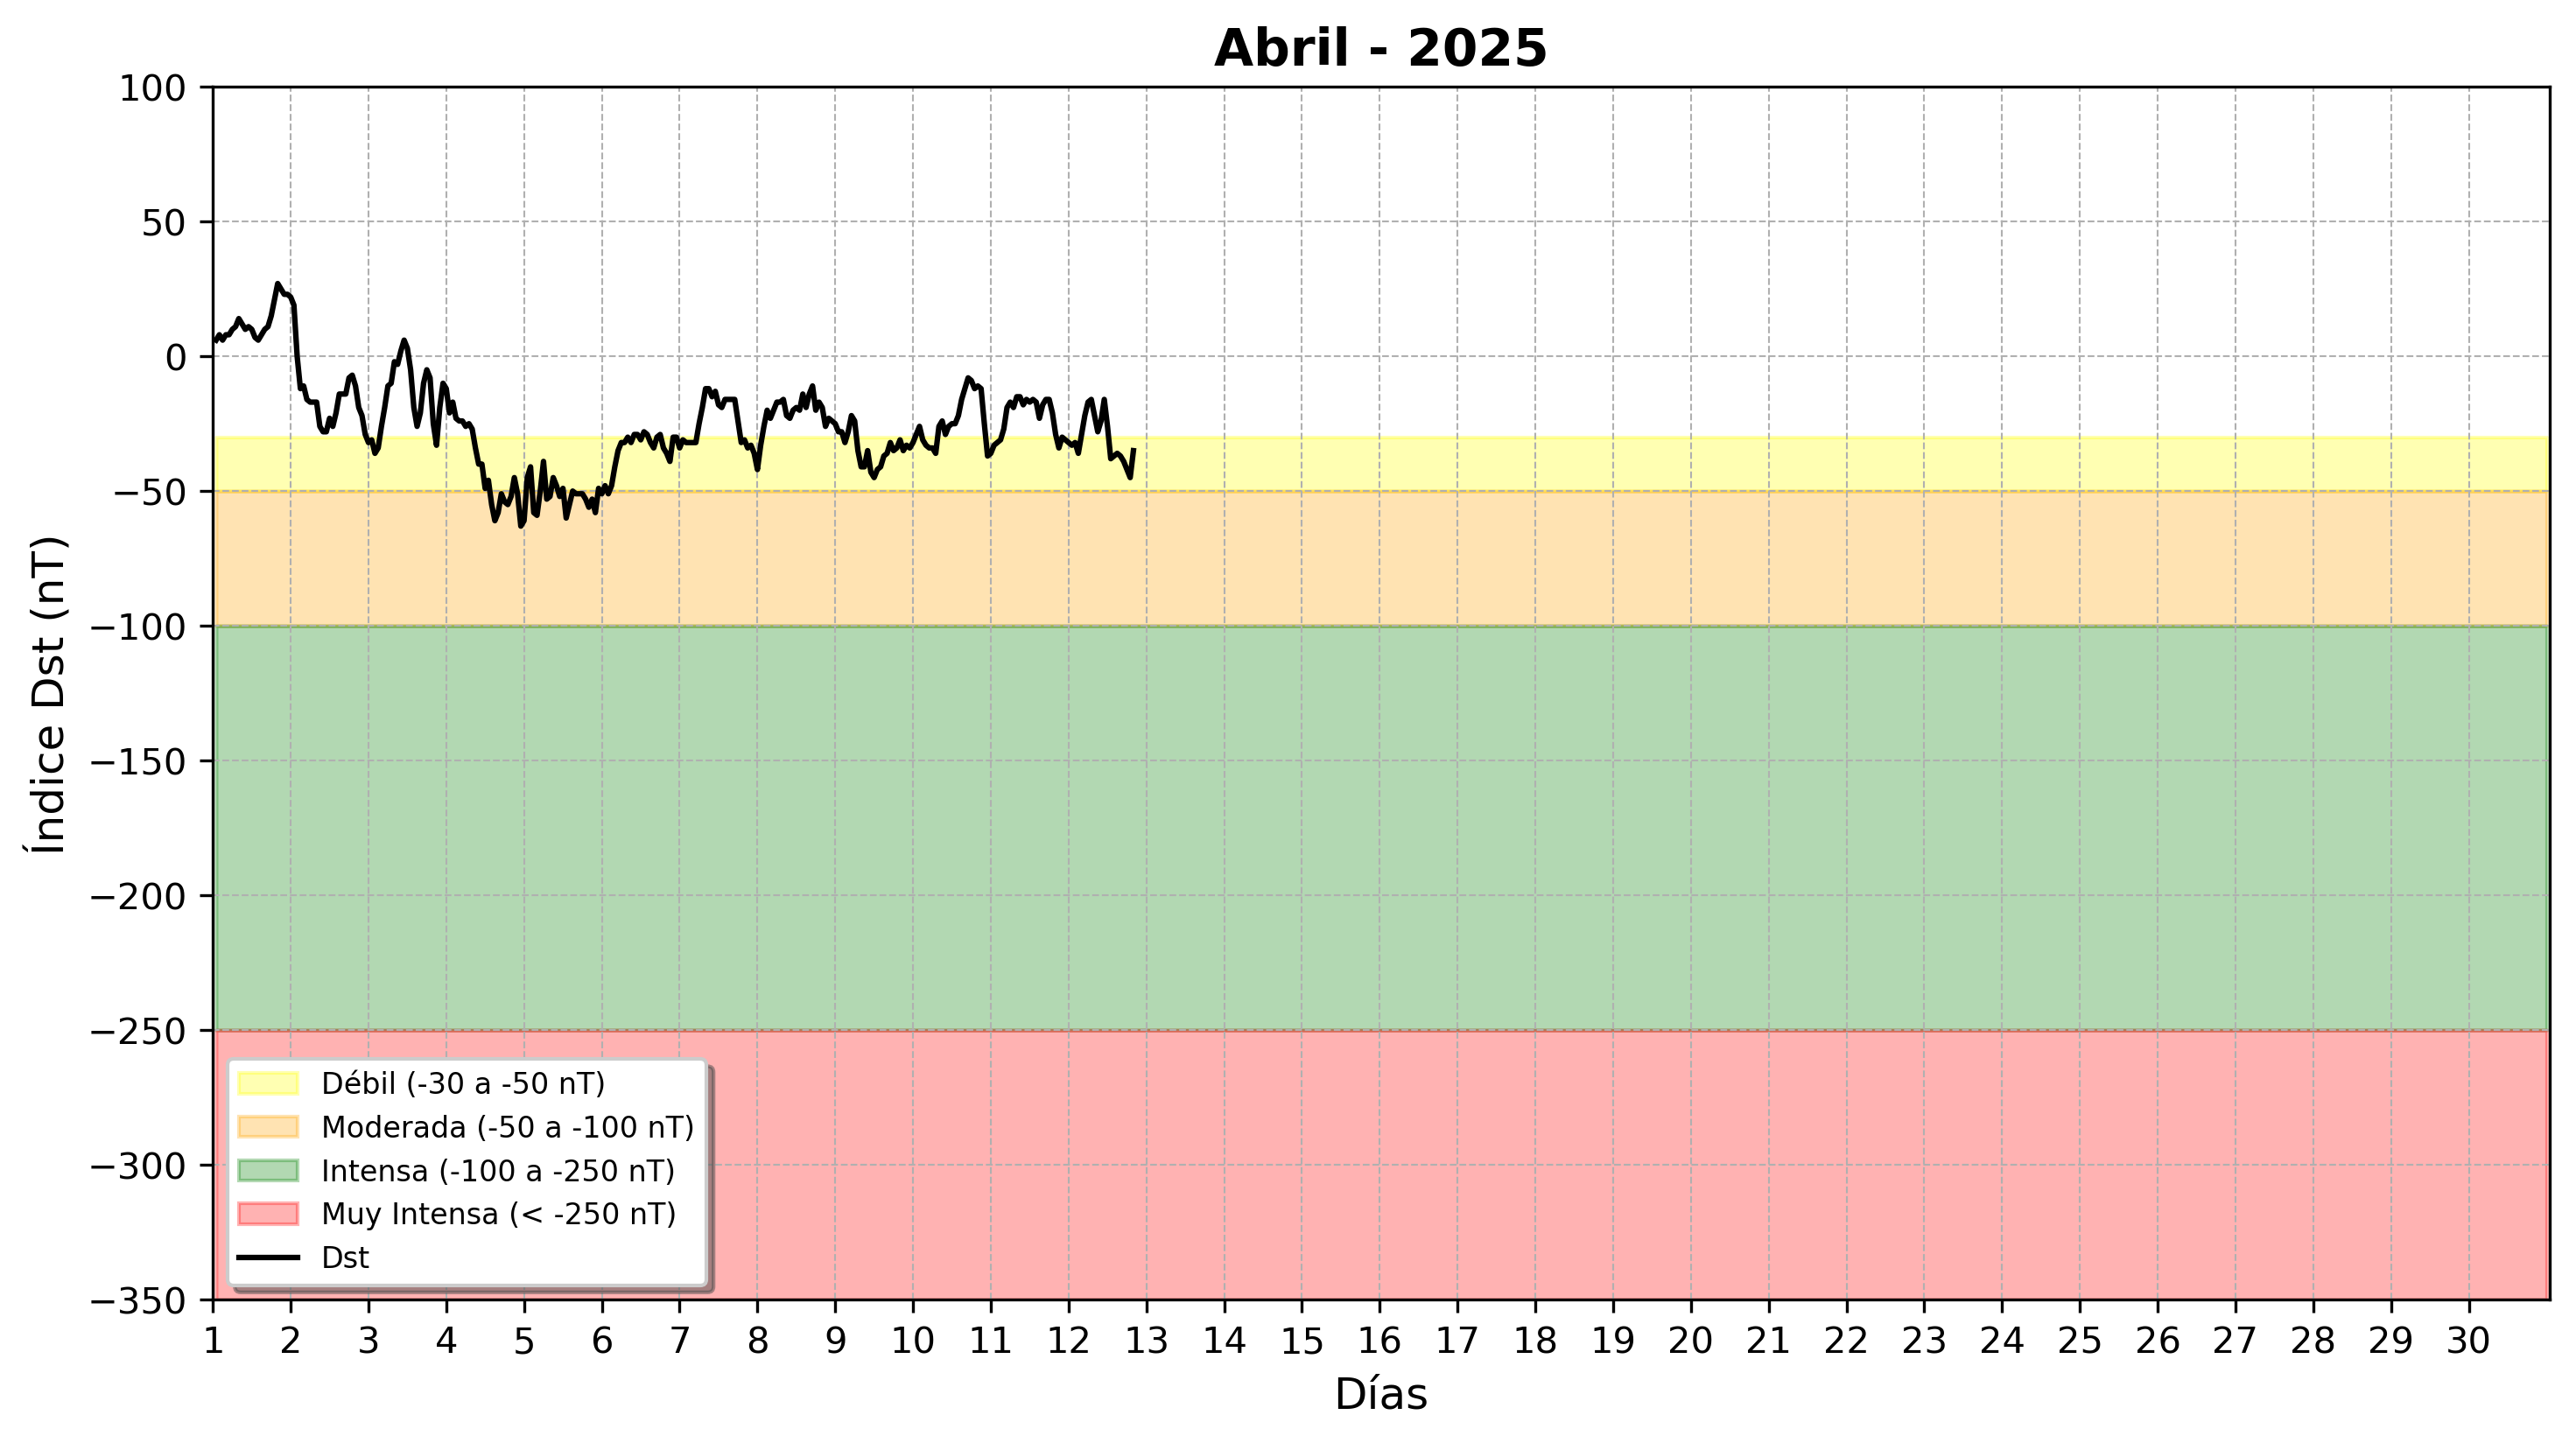 Abril - 2025
100
50
0
−50
−100
−150
−200
−250
−300
−350
Índice Dst (nT)
Débil (-30 a -50 nT)
Moderada (-50 a -100 nT)
Intensa (-100 a -250 nT)
Muy Intensa (< -250 nT)
Dst
1 2 3 4 5 6 7 8 9 10 11 12 13 14 15 16 17 18 19 20 21 22 23 24 25 26 27 28 29 30
Días